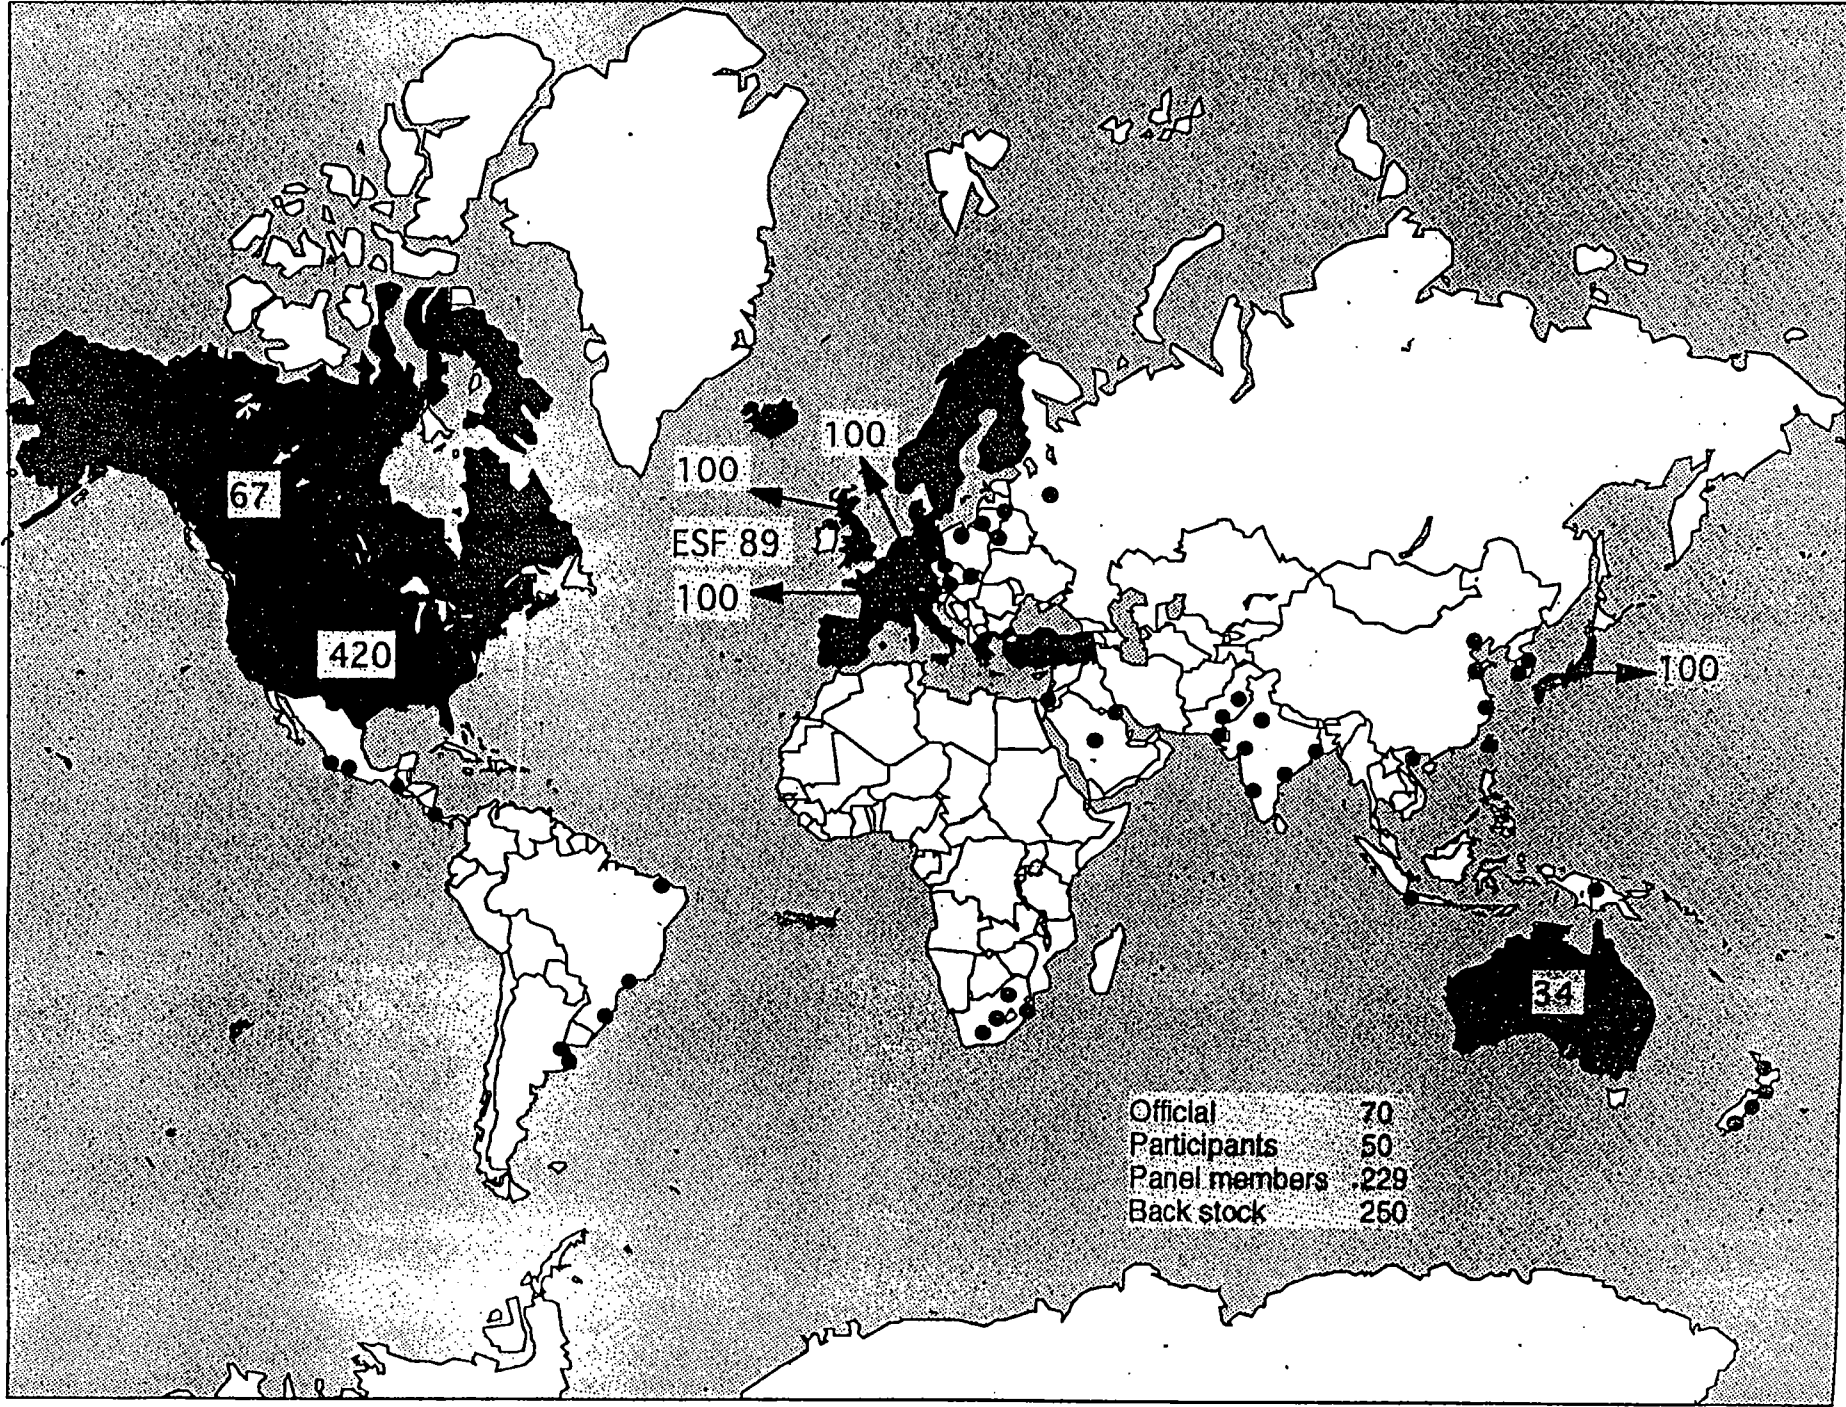 100
100
67
ESF 89
100
420
100
34
Official 70
Participants 50
Panel members .229
Back stock 250